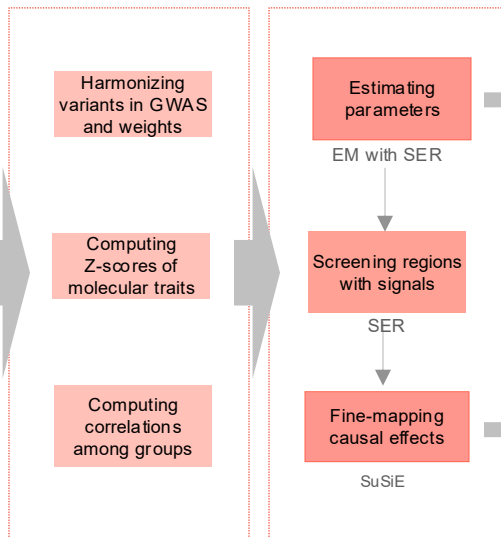 Harmonizing
variants in GWAS
and weights
Computing
Z-scores of
molecular traits
Computing
correlations
among groups
Estimating
parameters
EM with SER
Screening regions
with signals
SER
Fine-mapping
causal effects
SuSiE